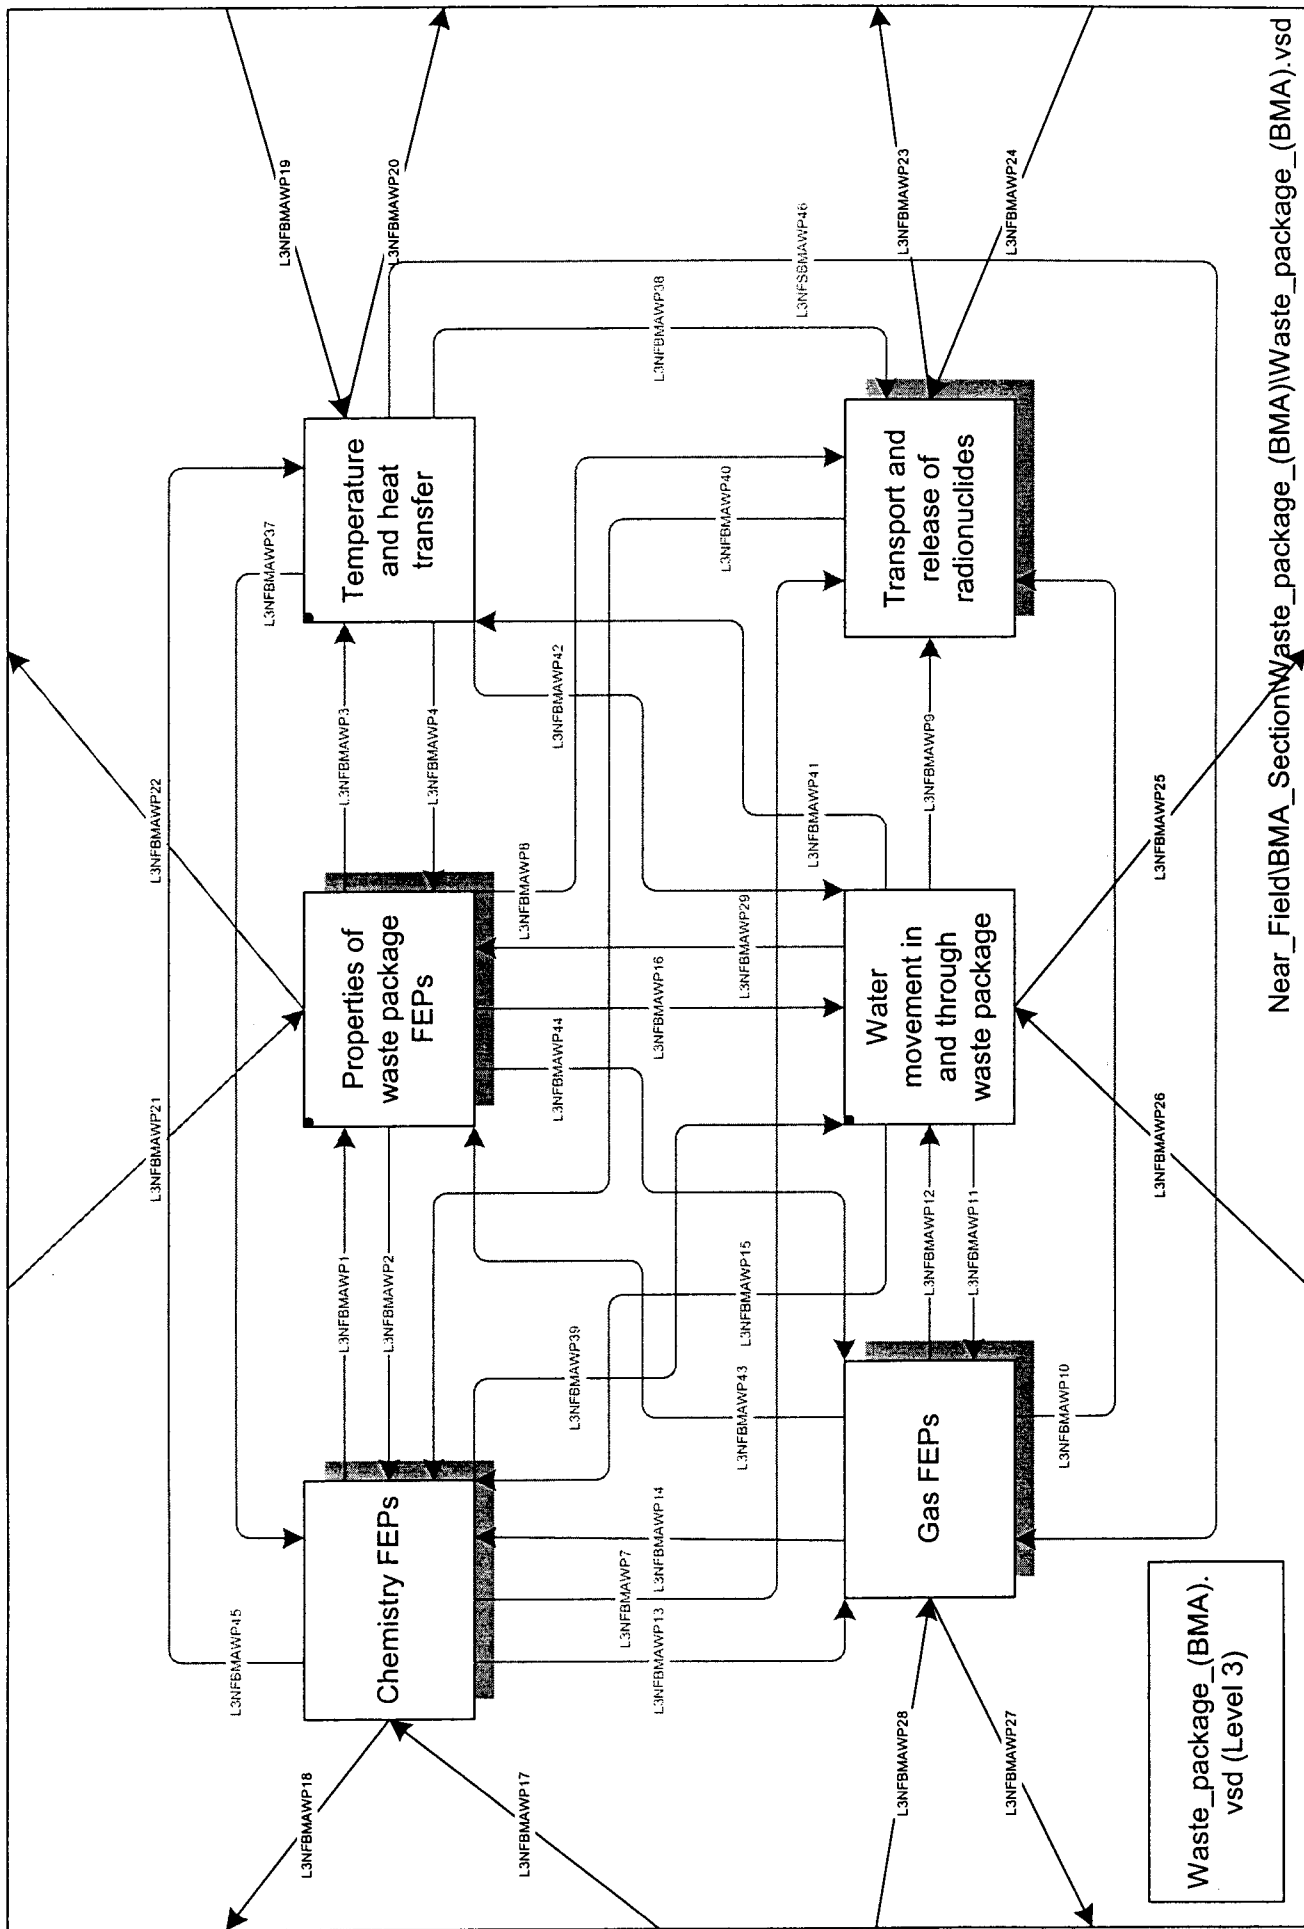 L3NFBMAWP21
L3NFBMAWP22
L3NFBMAWP45
L3NFBMAWP37
L3NFBMAWP19
L3NFBMAWP18
L3NFBMAWP1
L3NFBMAWP3
Chemistry FEPs
Properties of
waste package
FEPs
Temperature
and heat
transfer
L3NFBMAWP2
L3NFBMAWP20
L3NFBMAWP4
L3NFBMAWP17
L3NFBMAWP8
L3NFBMAWP44
L3NFBMAWP42
L3NFBMAWP39
L3NFBMAWP7
L3NFBMAWP13
L3NFBMAWP14
L3NFBMAWP16
L3NFBMAWP38
L3NFBMAWP40
L3NFBMAWP43
L3NFBMAWP15
L3NFBMAWP29
L3NFSBMAWP46
L3NFBMAWP41
L3NFBMAWP28
L3NFBMAWP23
Gas FEPs
Water
movement in
and through
waste package
Transport and
release of
radionuclides
L3NFBMAWP12
L3NFBMAWP9
L3NFBMAWP11
L3NFBMAWP24
L3NFBMAWP27
L3NFBMAWP10
L3NFBMAWP26
L3NFBMAWP25
Waste_package_(BMA).
vsd (Level 3)
Near_Field\BMA_Section\Waste_package_(BMA)\Waste_package_(BMA).vsd